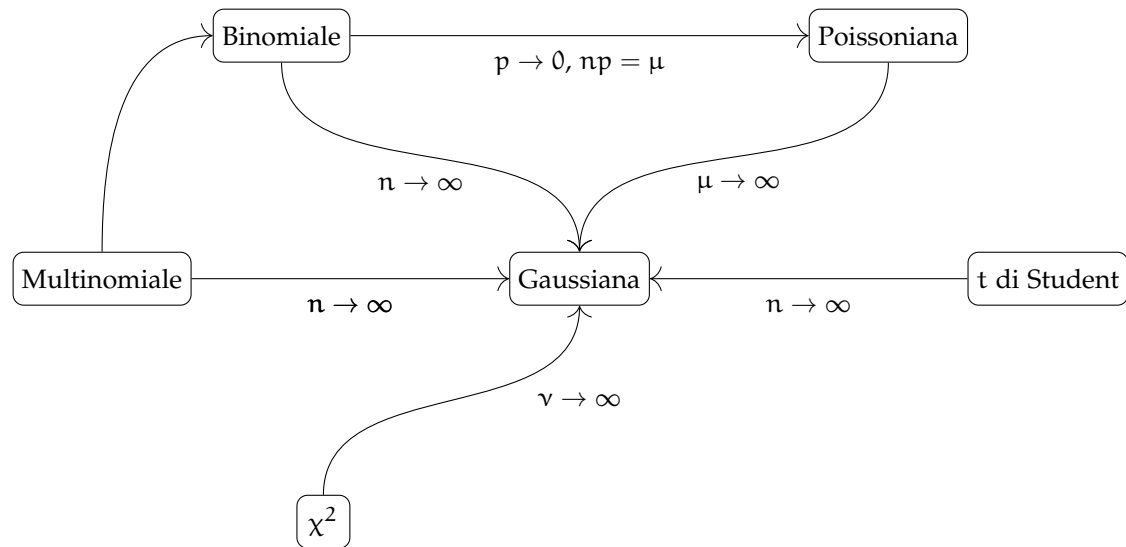 Binomiale
Poissoniana
p → 0, np = μ
n → ∞
μ → ∞
Multinomiale
Gaussiana
t di Student
n → ∞
n → ∞
ν → ∞
χ²